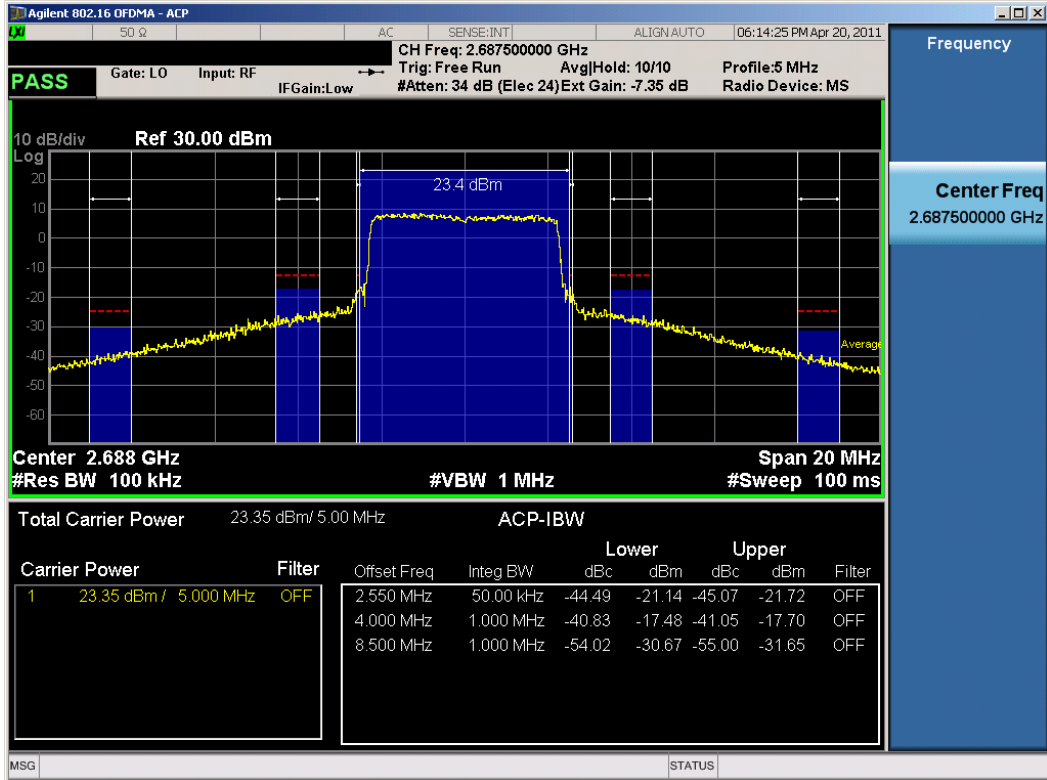 Agilent 802.16 OFDMA - ACP
LXI 50 Ω AC SENSE:INT ALIGN AUTO 06:14:25 PM Apr 20, 2011
CH Freq: 2.687500000 GHz
PASS Gate: LO Input: RF Trig: Free Run Avg|Hold: 10/10 Profile:5 MHz
IFGain:Low #Atten: 34 dB (Elec 24) Ext Gain: -7.35 dB Radio Device: MS
Frequency
Center Freq
2.687500000 GHz
10 dB/div Ref 30.00 dBm
Log
23.4 dBm
20
10
0
-10
-20
-30
Average
-40
-50
-60
Center 2.688 GHz Span 20 MHz
#Res BW 100 kHz #VBW 1 MHz #Sweep 100 ms
Total Carrier Power 23.35 dBm/ 5.00 MHz ACP-IBW
Lower Upper
Carrier Power Filter Offset Freq Integ BW dBc dBm dBc dBm Filter
1 23.35 dBm / 5.000 MHz OFF 2.550 MHz 50.00 kHz -44.49 -21.14 -45.07 -21.72 OFF
4.000 MHz 1.000 MHz -40.83 -17.48 -41.05 -17.70 OFF
8.500 MHz 1.000 MHz -54.02 -30.67 -55.00 -31.65 OFF
MSG STATUS